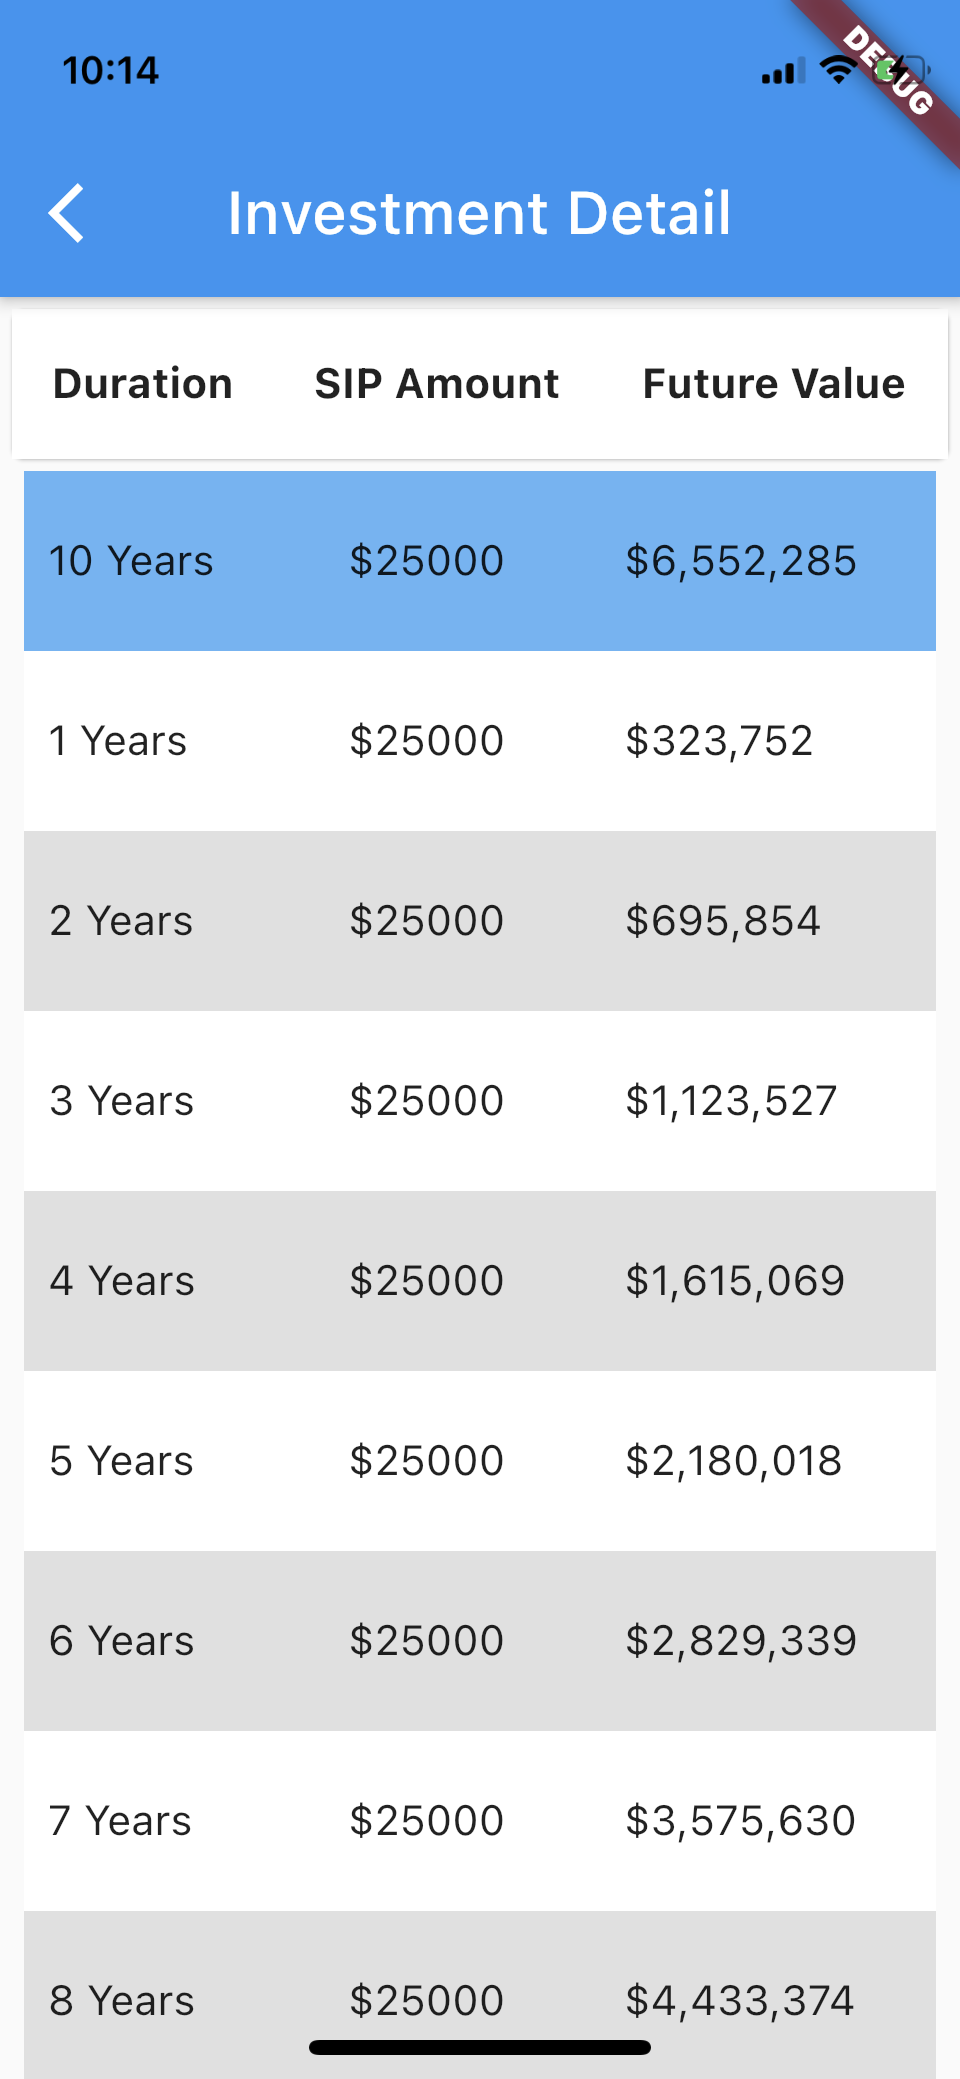 10:14
DEBUG
Investment Detail
Duration SIP Amount Future Value
10 Years $25000 $6,552,285
1 Years $25000 $323,752
2 Years $25000 $695,854
3 Years $25000 $1,123,527
4 Years $25000 $1,615,069
5 Years $25000 $2,180,018
6 Years $25000 $2,829,339
7 Years $25000 $3,575,630
8 Years $25000 $4,433,374